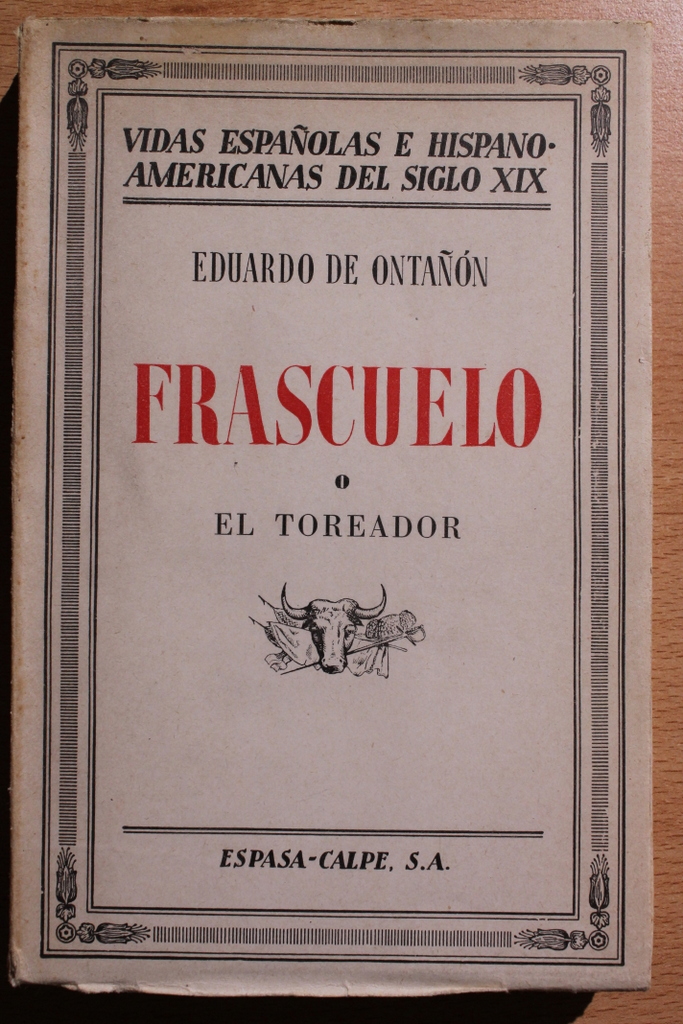 VIDAS ESPAÑOLAS E HISPANO-
AMERICANAS DEL SIGLO XIX
EDUARDO DE ONTAÑÓN
FRASCUELO
O
EL TOREADOR
ESPASA-CALPE, S.A.